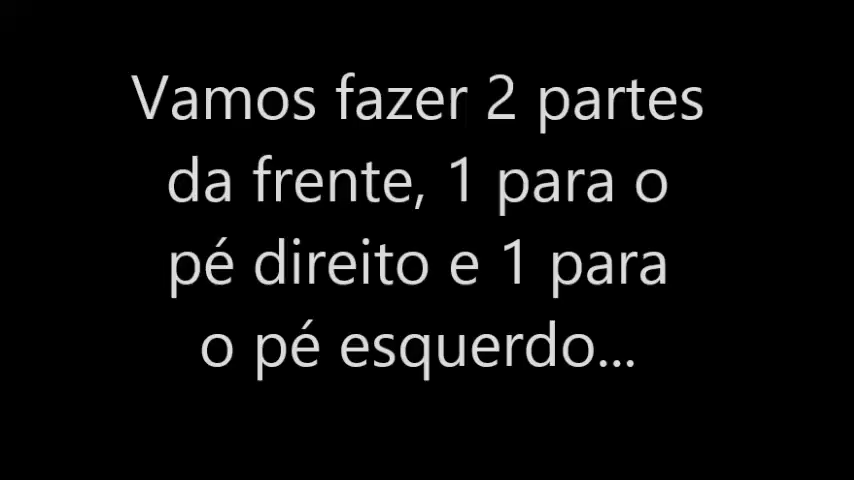 Vamos fazer 2 partes
da frente, 1 para o
pé direito e 1 para
o pé esquerdo...